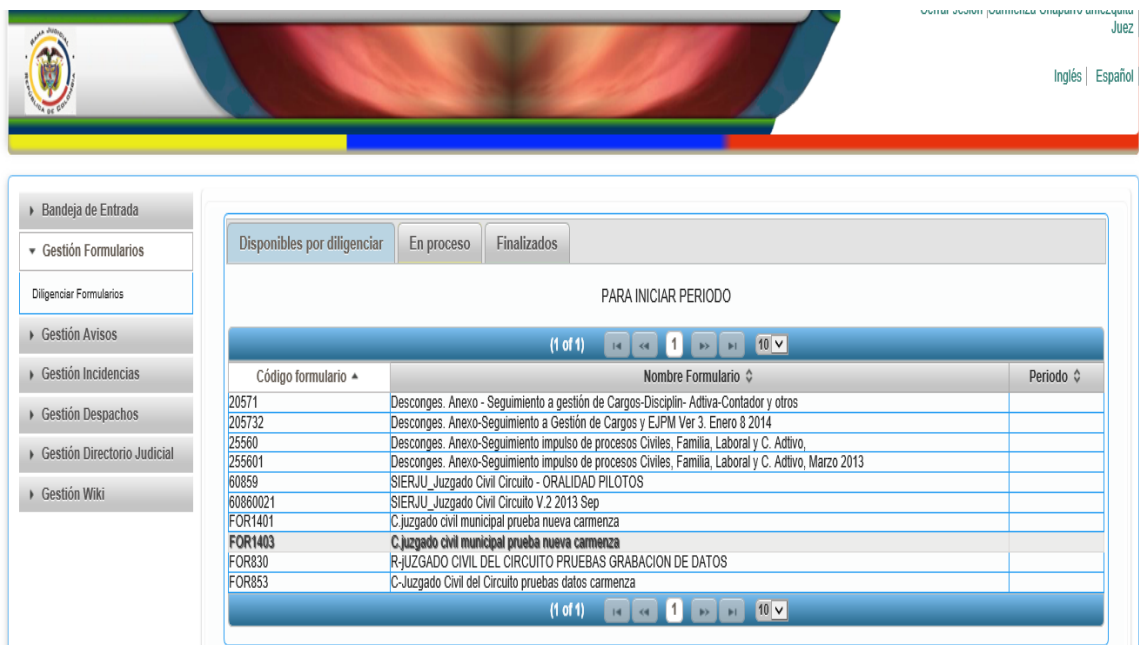 Juez
Inglés | Español
RAMA JUDICIAL
REPUBLICA DE COLOMBIA
Bandeja de Entrada
Gestión Formularios
Diligenciar Formularios
Gestión Avisos
Gestión Incidencias
Gestión Despachos
Gestión Directorio Judicial
Gestión Wiki
Disponibles por diligenciar En proceso Finalizados
PARA INICIAR PERIODO
(1 of 1) 1 10
Código formulario Nombre Formulario Periodo
20571 Desconges. Anexo - Seguimiento a gestión de Cargos-Disciplin- Adtiva-Contador y otros
205732 Desconges. Anexo-Seguimiento a Gestión de Cargos y EJPM Ver 3. Enero 8 2014
25560 Desconges. Anexo-Seguimiento impulso de procesos Civiles, Familia, Laboral y C. Adtivo,
255601 Desconges. Anexo-Seguimiento impulso de procesos Civiles, Familia, Laboral y C. Adtivo, Marzo 2013
60859 SIERJU_Juzgado Civil Circuito - ORALIDAD PILOTOS
60860021 SIERJU_Juzgado Civil Circuito V.2 2013 Sep
FOR1401 C.juzgado civil municipal prueba nueva carmenza
FOR1403 C.juzgado civil municipal prueba nueva carmenza
FOR830 R-jUZGADO CIVIL DEL CIRCUITO PRUEBAS GRABACION DE DATOS
FOR853 C-Juzgado Civil del Circuito pruebas datos carmenza
(1 of 1) 1 10